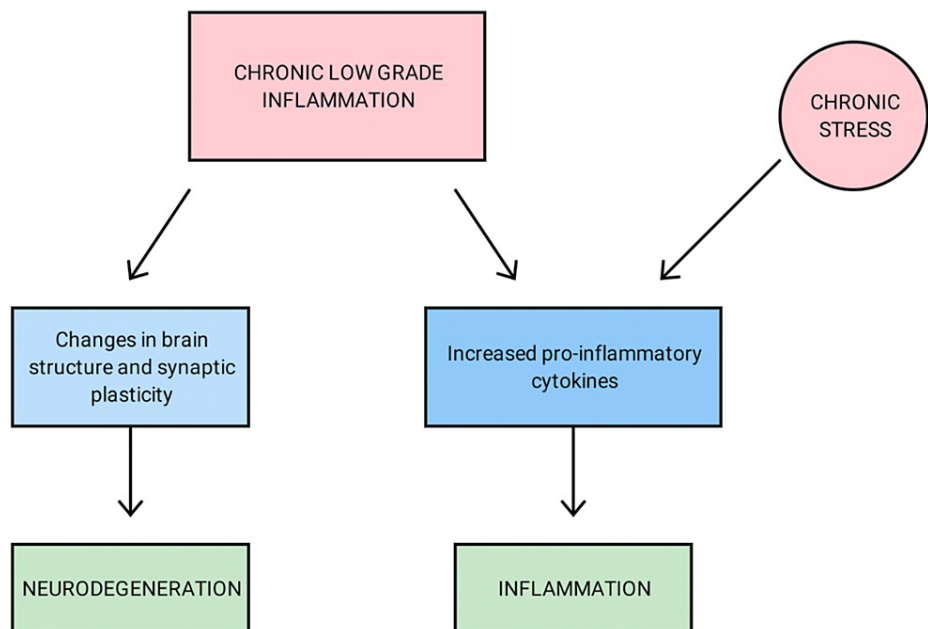 CHRONIC LOW GRADE
INFLAMMATION
CHRONIC
STRESS
Changes in brain
structure and synaptic
plasticity
Increased pro-inflammatory
cytokines
NEURODEGENERATION
INFLAMMATION